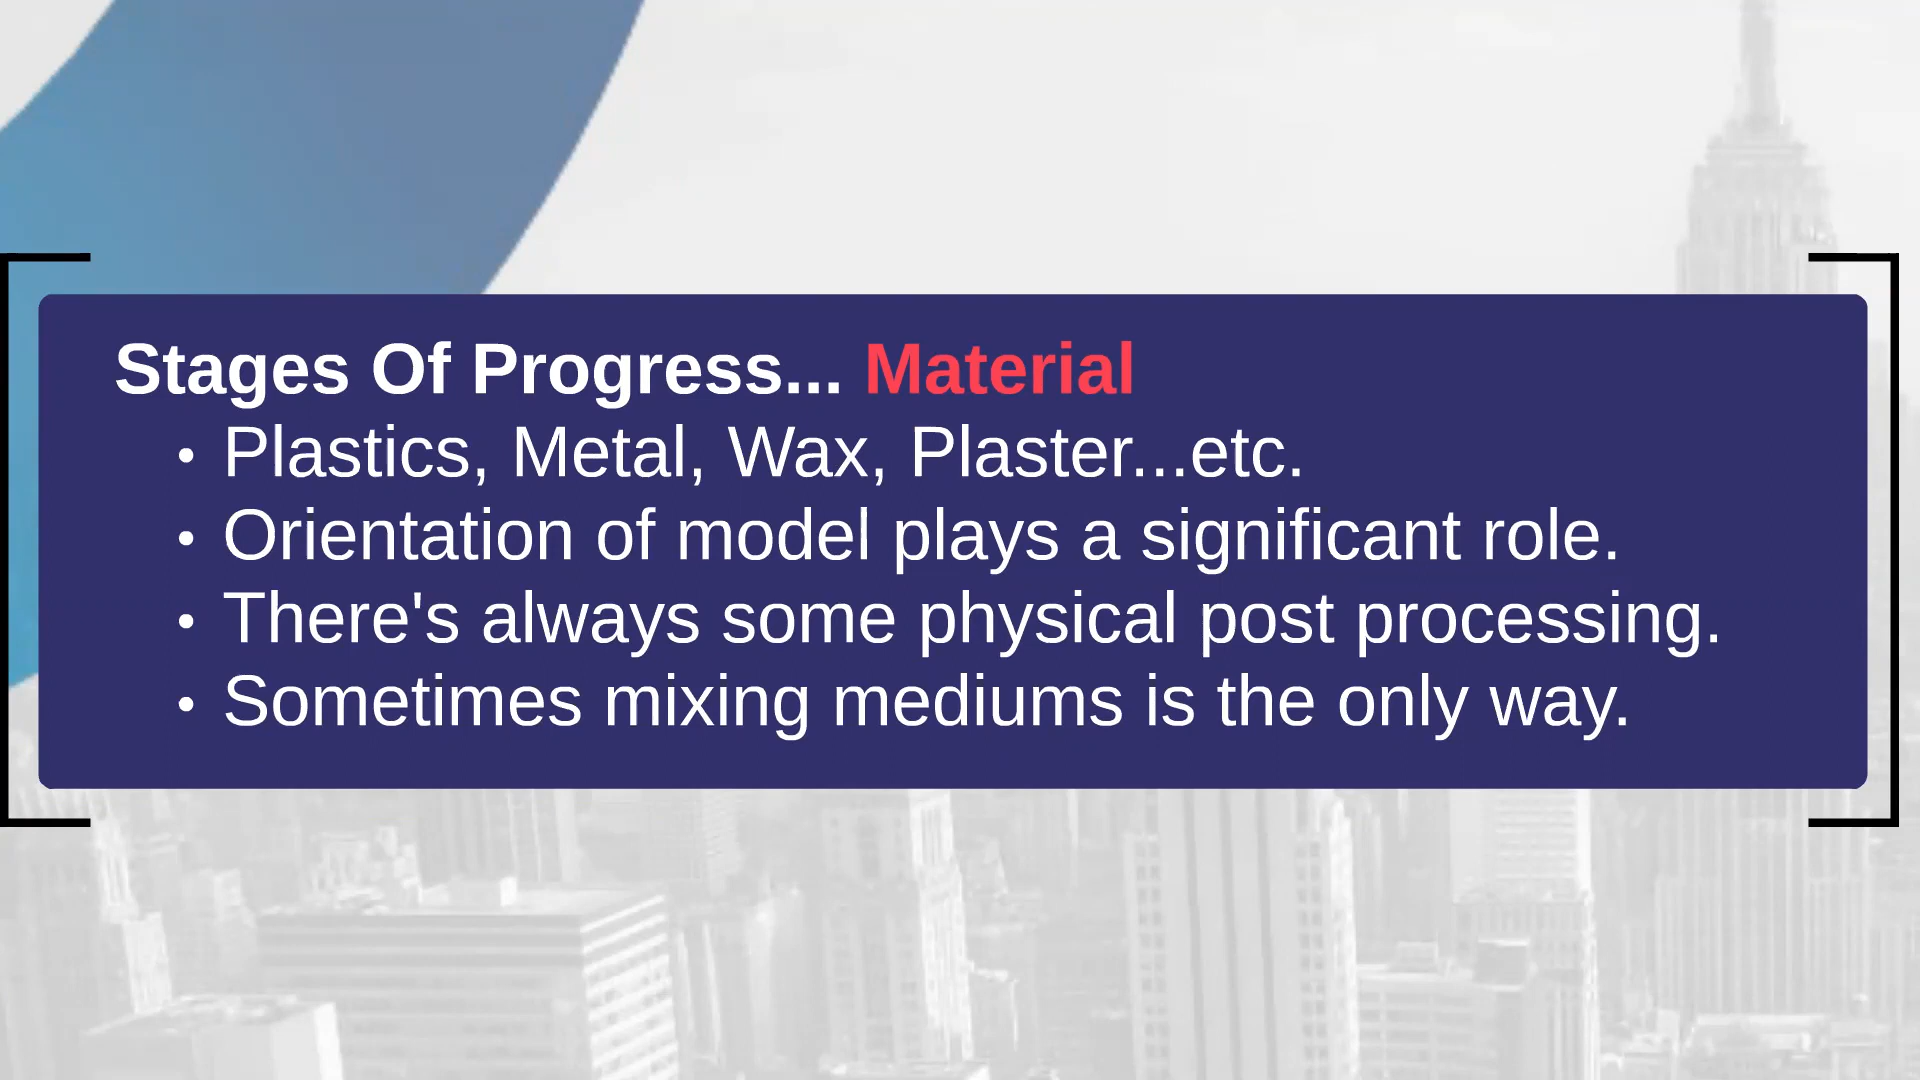 Stages Of Progress... Material
• Plastics, Metal, Wax, Plaster...etc.
• Orientation of model plays a significant role.
• There's always some physical post processing.
• Sometimes mixing mediums is the only way.